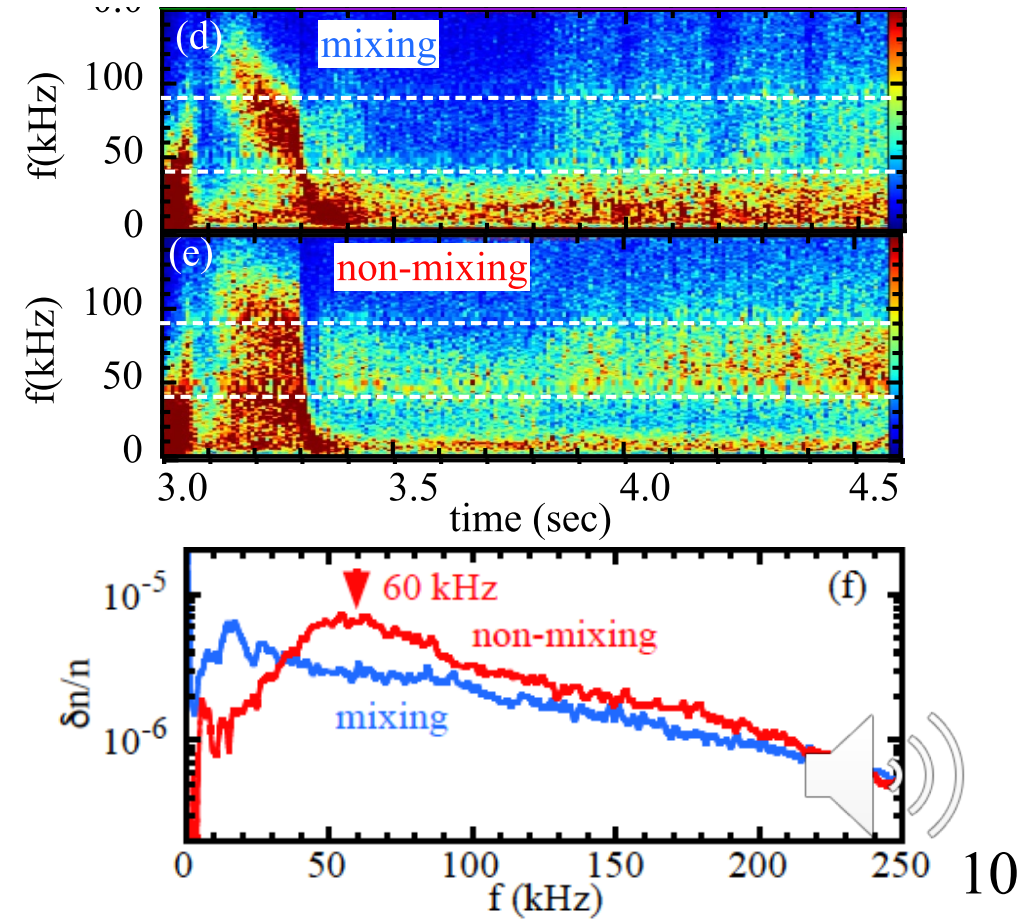 (d)
mixing
f(kHz)
100
50
0
(e)
non-mixing
f(kHz)
100
50
0
3.0 3.5 4.0 4.5
time (sec)
(f)
60 kHz
non-mixing
mixing
δn/n
10⁻⁵
10⁻⁶
0 50 100 150 200 250
f (kHz)
10